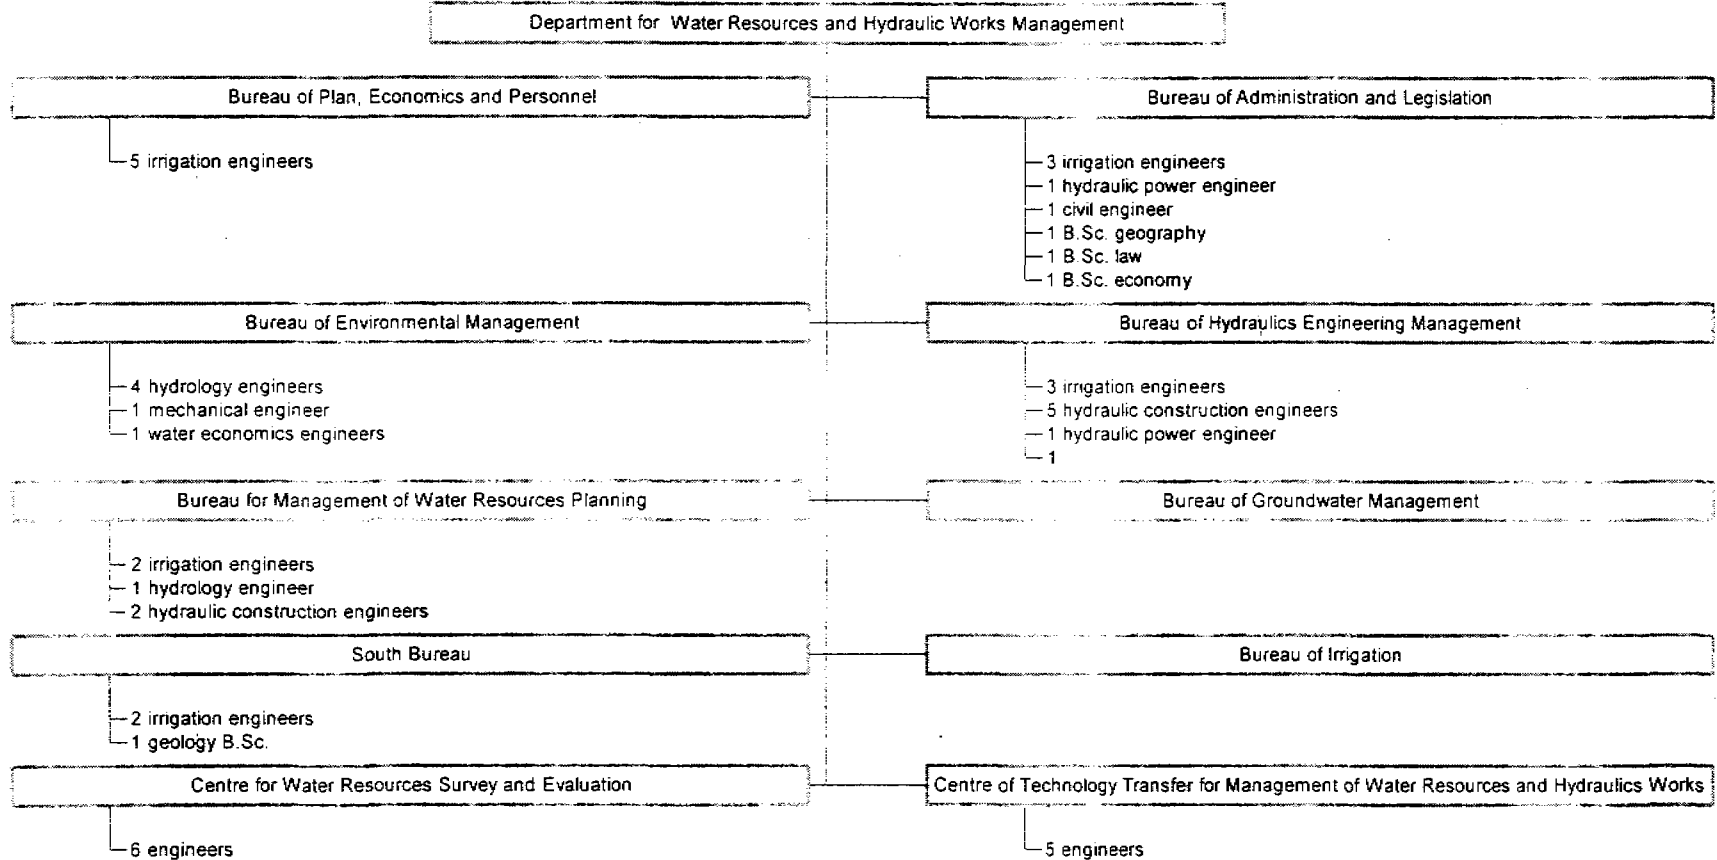 Department for Water Resources and Hydraulic Works Management
Bureau of Plan, Economics and Personnel
5 irrigation engineers
Bureau of Administration and Legislation
3 irrigation engineers
1 hydraulic power engineer
1 civil engineer
1 B.Sc. geography
1 B.Sc. law
1 B.Sc. economy
Bureau of Environmental Management
4 hydrology engineers
1 mechanical engineer
1 water economics engineers
Bureau of Hydraulics Engineering Management
3 irrigation engineers
5 hydraulic construction engineers
1 hydraulic power engineer
1
Bureau for Management of Water Resources Planning
2 irrigation engineers
1 hydrology engineer
2 hydraulic construction engineers
Bureau of Groundwater Management
South Bureau
2 irrigation engineers
1 geology B.Sc.
Bureau of Irrigation
Centre for Water Resources Survey and Evaluation
6 engineers
Centre of Technology Transfer for Management of Water Resources and Hydraulics Works
5 engineers